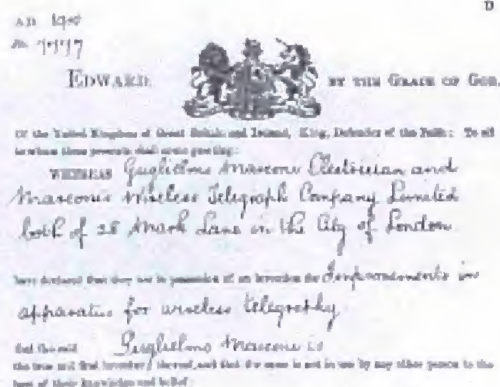 D
AD 1900
No. 7777
EDWARD BY THE GRACE OF GOD,
Of the United Kingdom of Great Britain and Ireland, King, Defender of the Faith: To all
to whom these presents shall come greeting:
WHEREAS Guglielmo Marconi Electrician and
Marconi's Wireless Telegraph Company Limited
both of 28 Mark Lane in the City of London
have declared that they are in possession of an invention for Improvements in
apparatus for wireless telegraphy
that the said Guglielmo Marconi is
the true and first inventor thereof, and that the same is not in use by any other person to the
best of their knowledge and belief: